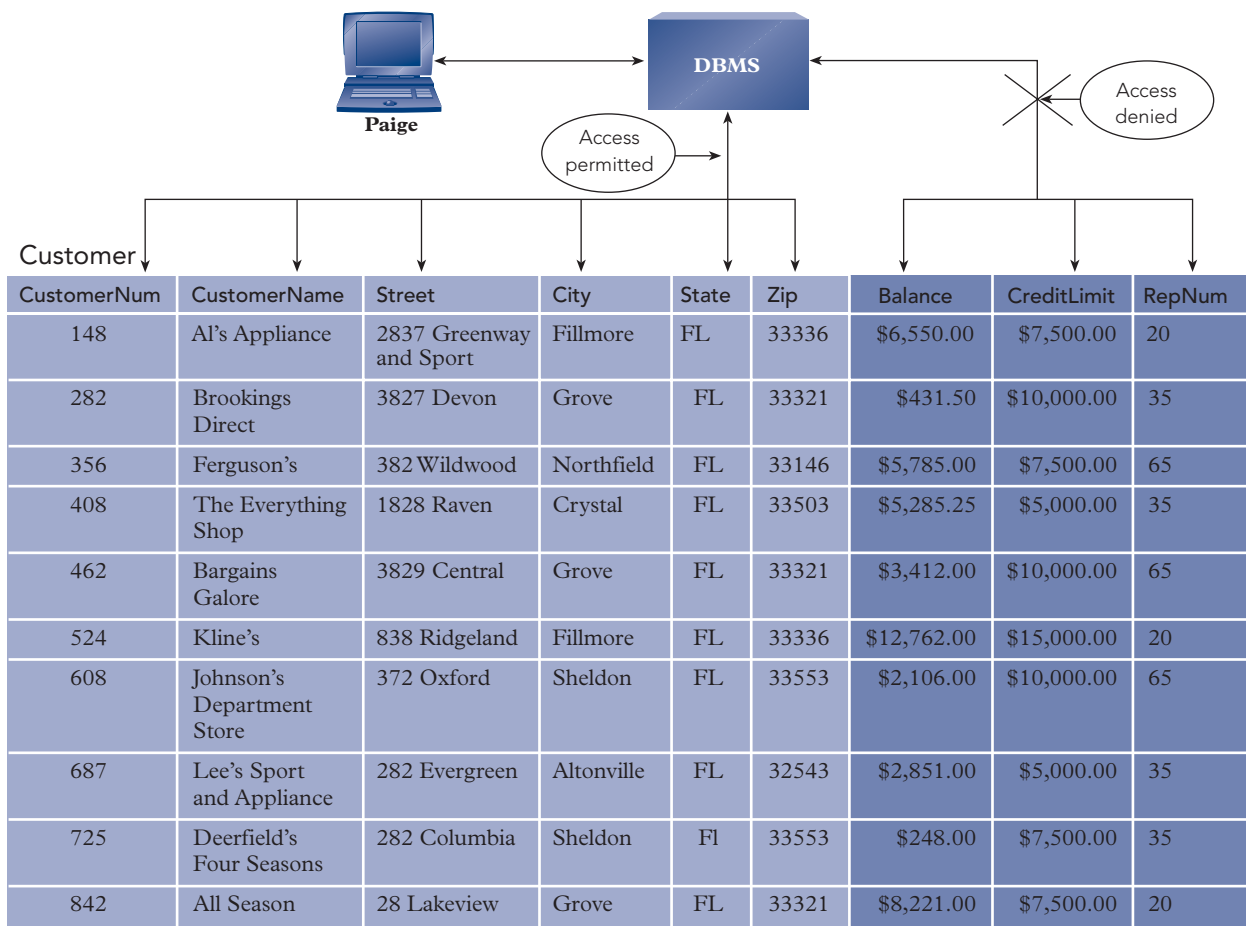 DBMS
Paige
Access
permitted
Access
denied
Customer
CustomerNum CustomerName Street City State Zip Balance CreditLimit RepNum
148 Al's Appliance 2837 Greenway Fillmore FL 33336 $6,550.00 $7,500.00 20
and Sport
282 Brookings 3827 Devon Grove FL 33321 $431.50 $10,000.00 35
Direct
356 Ferguson's 382 Wildwood Northfield FL 33146 $5,785.00 $7,500.00 65
408 The Everything 1828 Raven Crystal FL 33503 $5,285.25 $5,000.00 35
Shop
462 Bargains 3829 Central Grove FL 33321 $3,412.00 $10,000.00 65
Galore
524 Kline's 838 Ridgeland Fillmore FL 33336 $12,762.00 $15,000.00 20
608 Johnson's 372 Oxford Sheldon FL 33553 $2,106.00 $10,000.00 65
Department
Store
687 Lee's Sport 282 Evergreen Altonville FL 32543 $2,851.00 $5,000.00 35
and Appliance
725 Deerfield's 282 Columbia Sheldon Fl 33553 $248.00 $7,500.00 35
Four Seasons
842 All Season 28 Lakeview Grove FL 33321 $8,221.00 $7,500.00 20